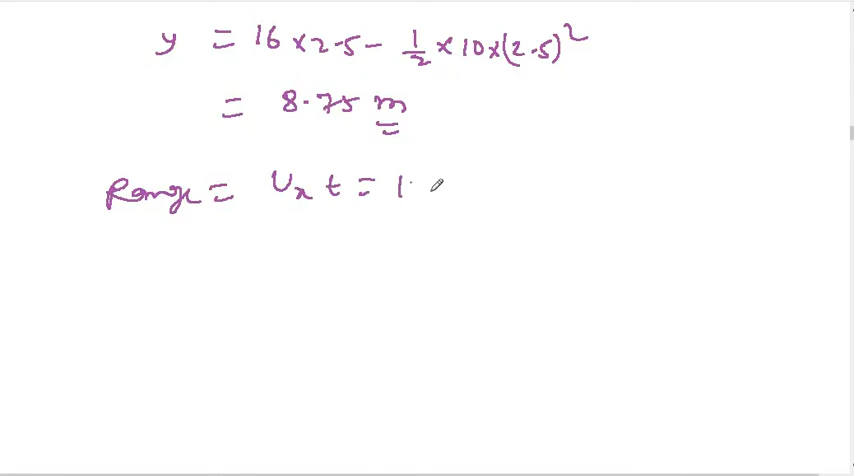 y = 16 × 2.5 - 1/2 × 10 × (2.5)²
= 8.75 m
Range = Uₓ t = 1.